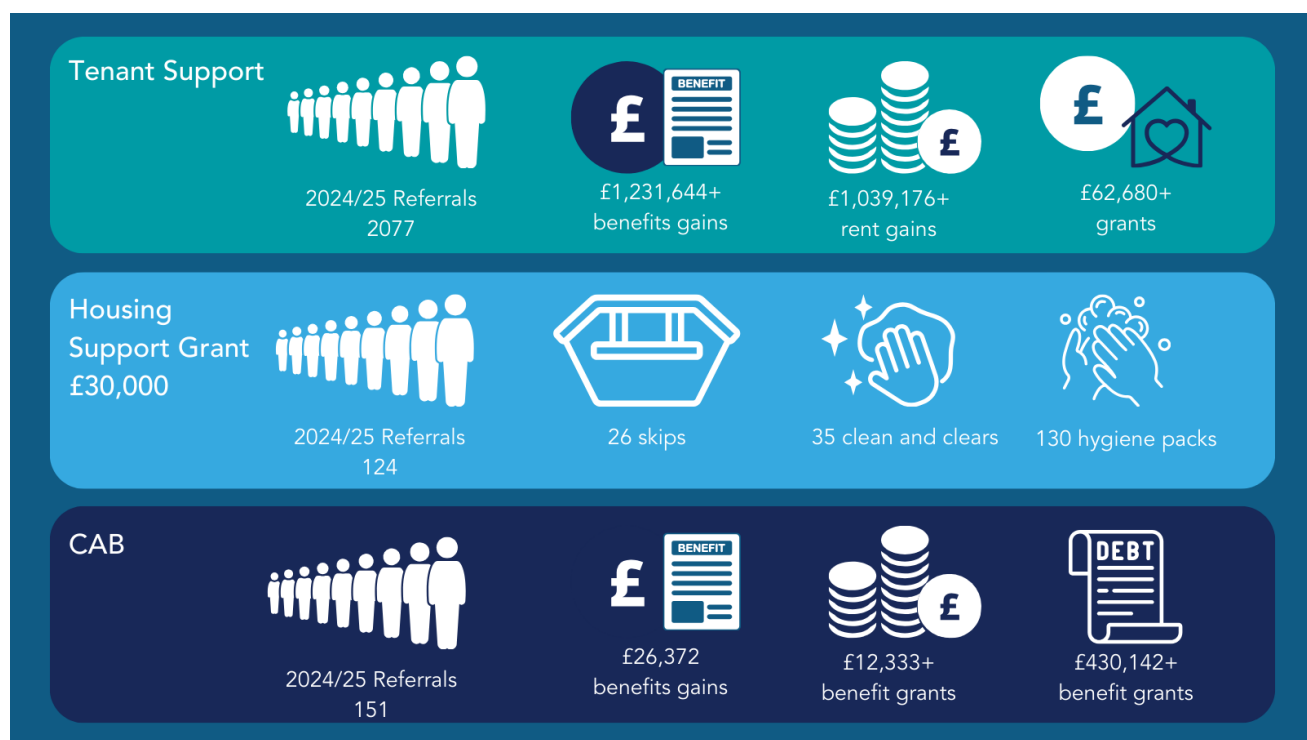 Tenant Support
2024/25 Referrals
2077
£
BENEFIT
£1,231,644+
benefits gains
£
£1,039,176+
rent gains
£
£62,680+
grants
Housing
Support Grant
£30,000
2024/25 Referrals
124
26 skips
35 clean and clears
130 hygiene packs
CAB
2024/25 Referrals
151
£
BENEFIT
£26,372
benefits gains
£
£12,333+
benefit grants
DEBT
£430,142+
benefit grants